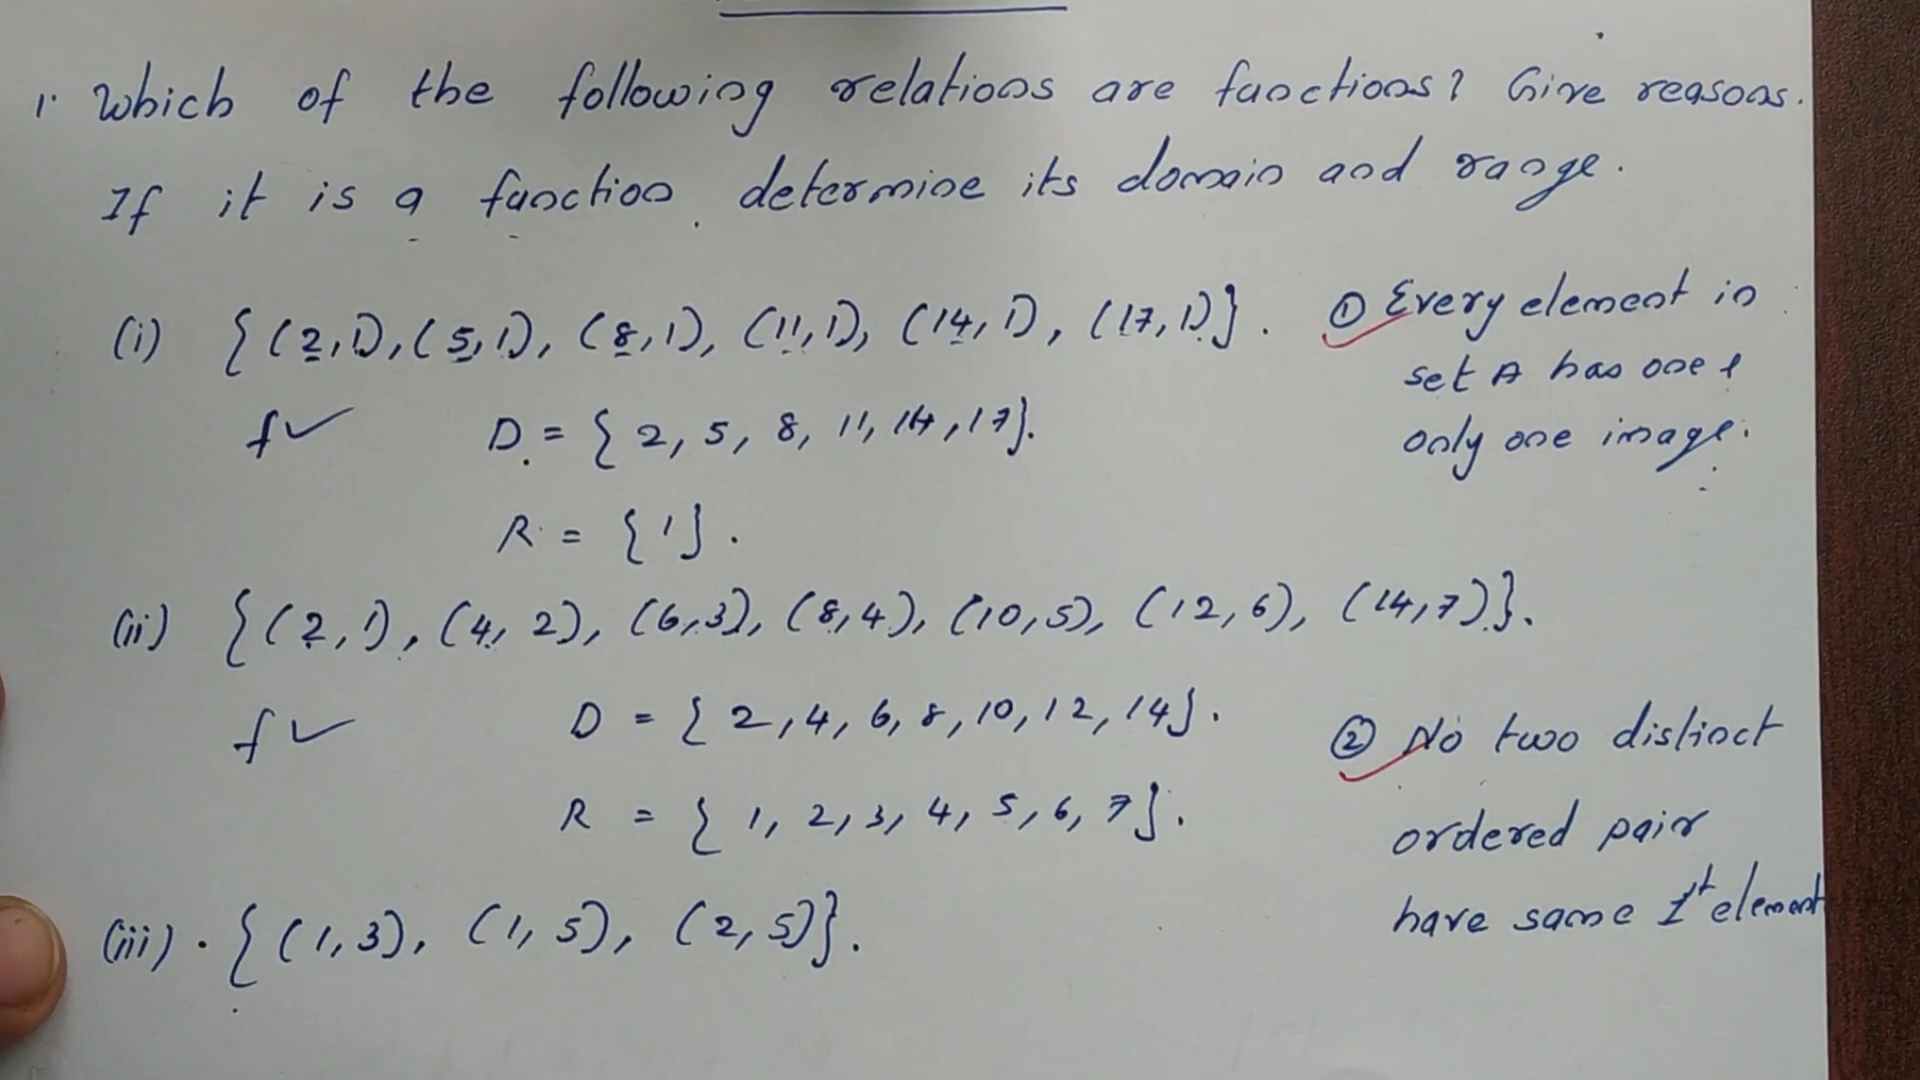 1. Which of the following relations are functions? Give reasons.
If it is a function determine its domain and range.
(i) {(2,1),(5,1), (8,1), (11,1), (14,1), (17,1)}.
① Every element in
set A has one &
only one image.
f✓ D = {2, 5, 8, 11, 14, 17}.
R = {1}.
(ii) {(2,1), (4, 2), (6,3), (8,4), (10,5), (12,6), (14,7)}.
f✓ D = {2, 4, 6, 8, 10, 12, 14}.
R = {1, 2, 3, 4, 5, 6, 7}.
② No two distinct
ordered pair
have same 1st element
(iii) {(1,3), (1,5), (2,5)}.